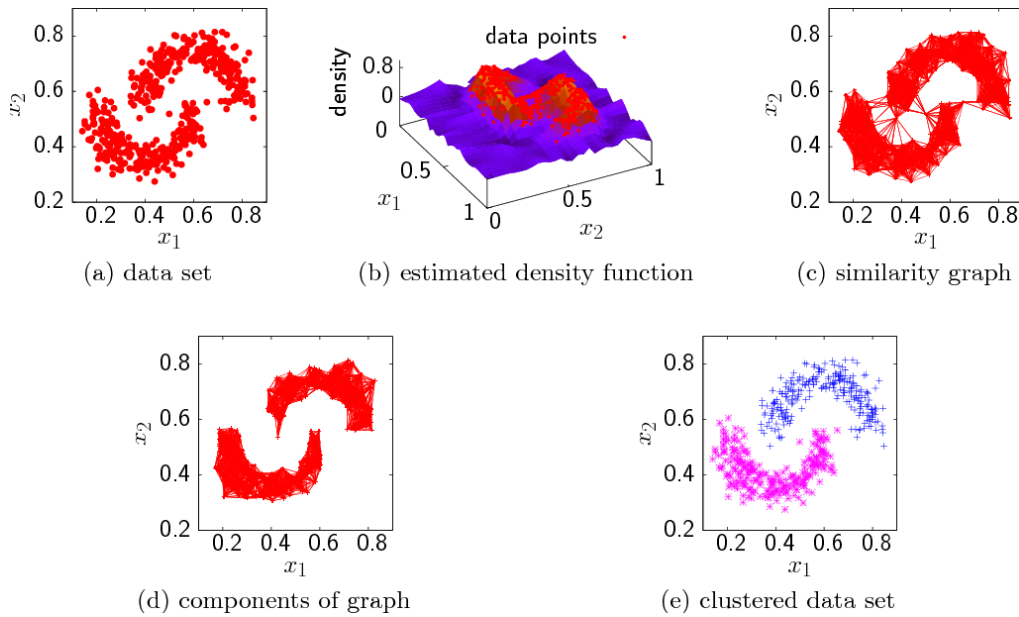 0.8
0.6
0.4
0.2
x2
0.2 0.4 0.6 0.8
x1
(a) data set
data points
density
0.8
0
0
0.5
1
x1
0
0.5
1
x2
(b) estimated density function
0.8
0.6
0.4
0.2
x2
0.2 0.4 0.6 0.8
x1
(c) similarity graph
0.8
0.6
0.4
0.2
x2
0.2 0.4 0.6 0.8
x1
(d) components of graph
0.8
0.6
0.4
0.2
x2
0.2 0.4 0.6 0.8
x1
(e) clustered data set